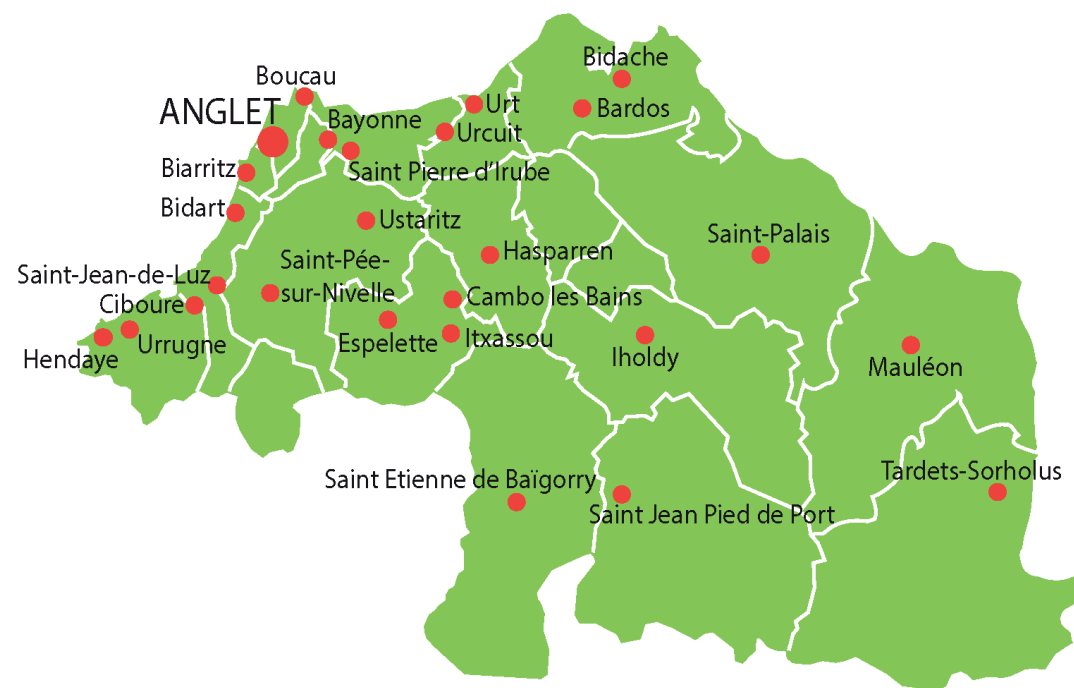 Bidache
Boucau
ANGLET
Urt
Bardos
Bayonne
Urcuit
Biarritz
Saint Pierre d'Irube
Bidart
Ustaritz
Saint-Palais
Hasparren
Saint-Pée-
sur-Nivelle
Saint-Jean-de-Luz
Ciboure
Cambo les Bains
Urrugne
Espelette
Itxassou
Hendaye
Iholdy
Mauléon
Tardets-Sorholus
Saint Etienne de Baïgorry
Saint Jean Pied de Port